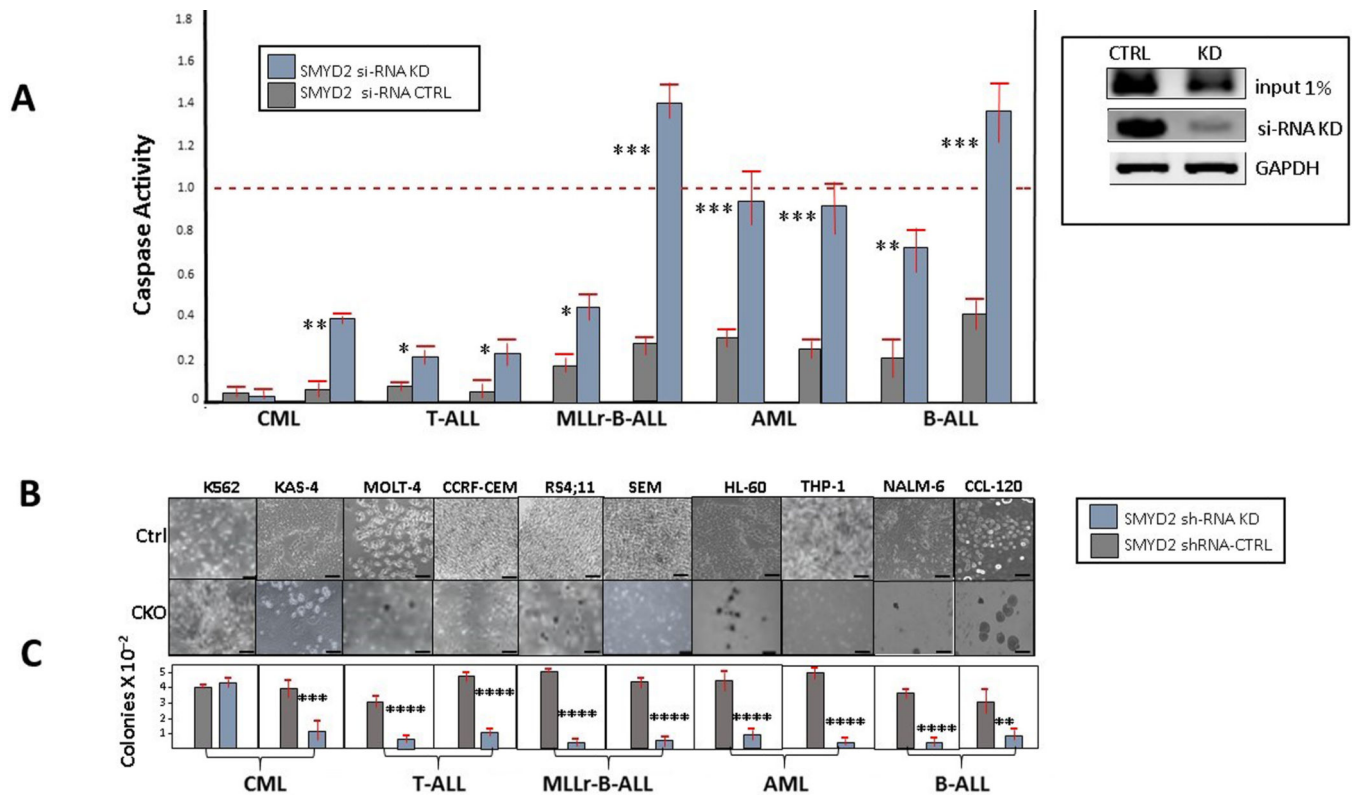 A
1.8
1.6
1.4
1.2
1.0
0.8
0.6
0.4
0.2
0
Caspase Activity
SMYD2 si-RNA KD
SMYD2 si-RNA CTRL
***
***
***
***
**
**
*
*
*
CML
T-ALL
MLLr-B-ALL
AML
B-ALL
CTRL KD
input 1%
si-RNA KD
GAPDH
B
K562 KAS-4 MOLT-4 CCRF-CEM RS4;11 SEM HL-60 THP-1 NALM-6 CCL-120
Ctrl
CKO
SMYD2 sh-RNA KD
SMYD2 shRNA-CTRL
C
Colonies X 10⁻²
5
4
3
2
1
*** **** **** **** **** **** **** **** **
CML T-ALL MLLr-B-ALL AML B-ALL